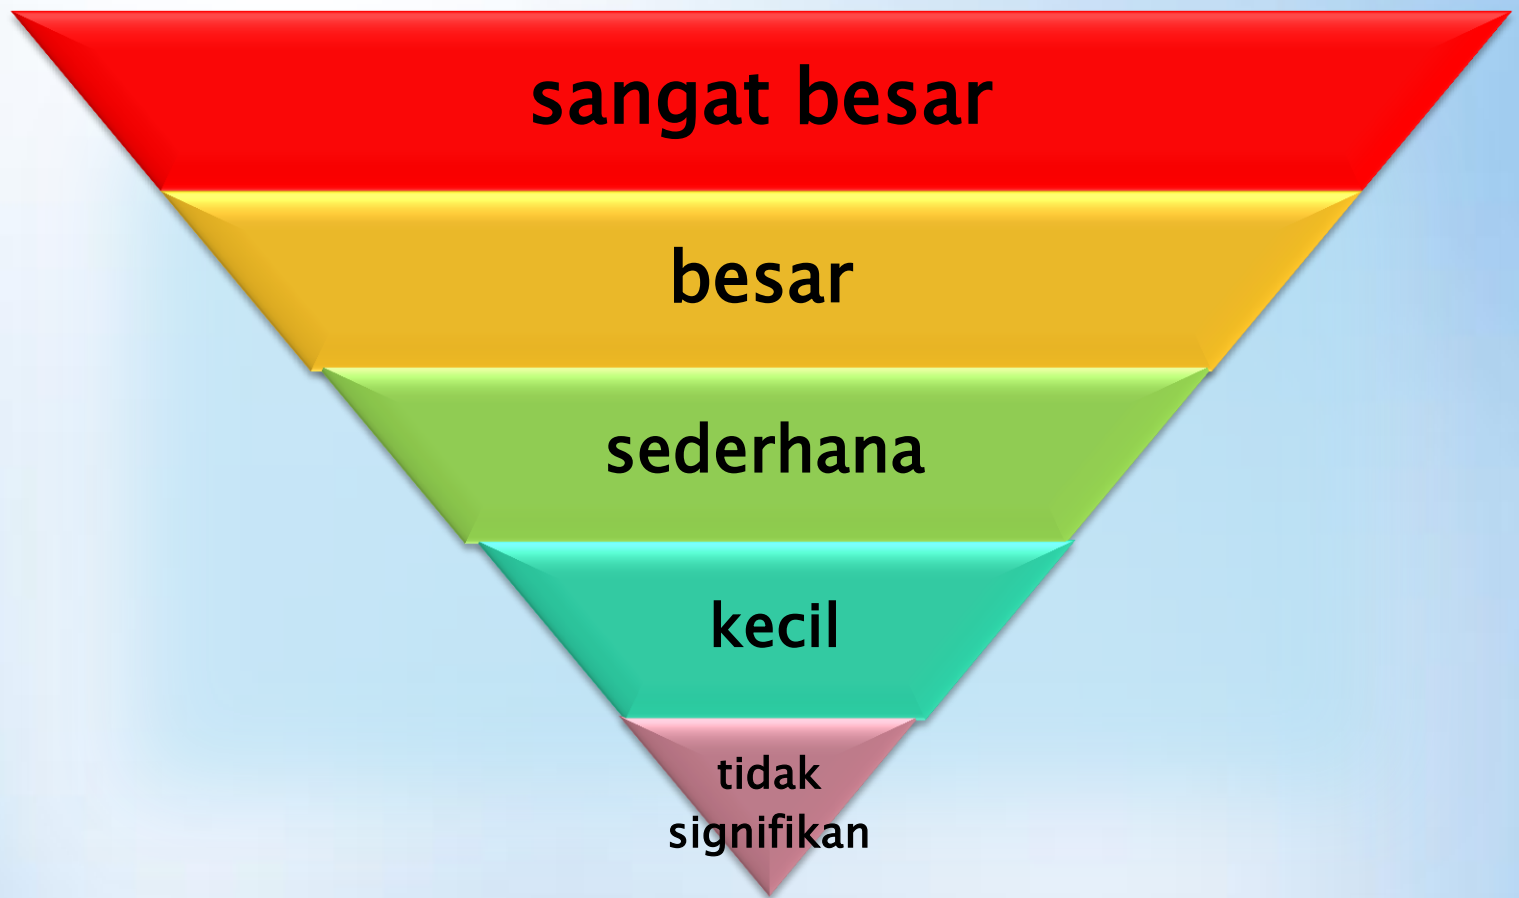 sangat besar
besar
sederhana
kecil
tidak
signifikan